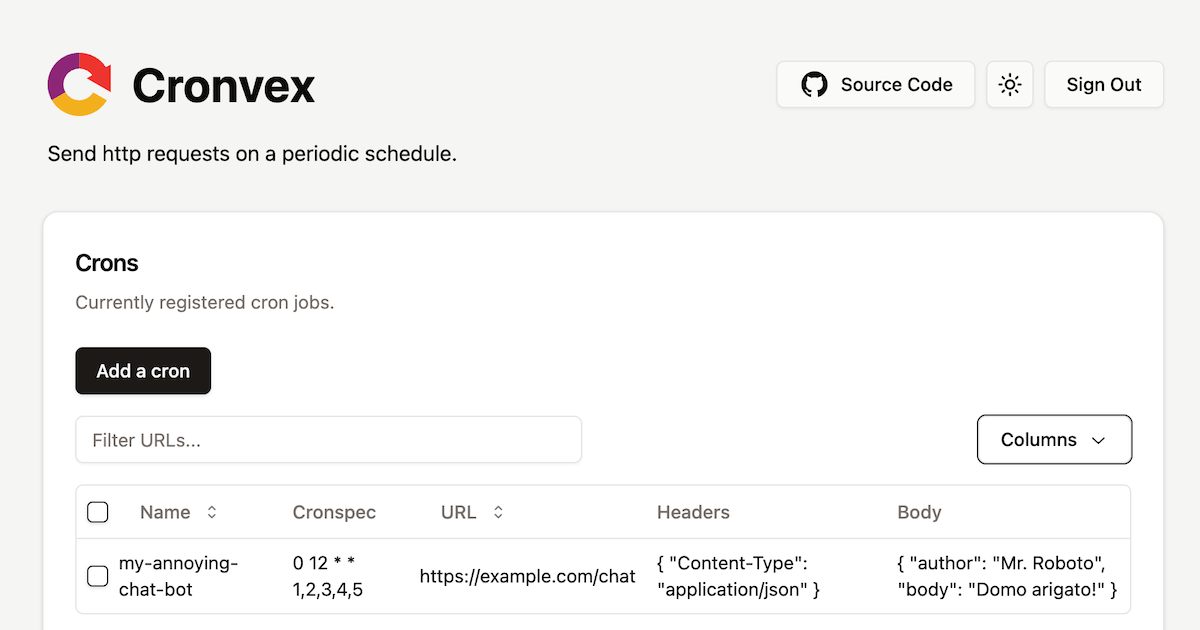 Cronvex
Source Code
Sign Out
Send http requests on a periodic schedule.
Crons
Currently registered cron jobs.
Add a cron
Filter URLs...
Columns
Name Cronspec URL Headers Body
my-annoying-
chat-bot
0 12 * *
1,2,3,4,5
https://example.com/chat
{ "Content-Type":
"application/json" }
{ "author": "Mr. Roboto",
"body": "Domo arigato!" }